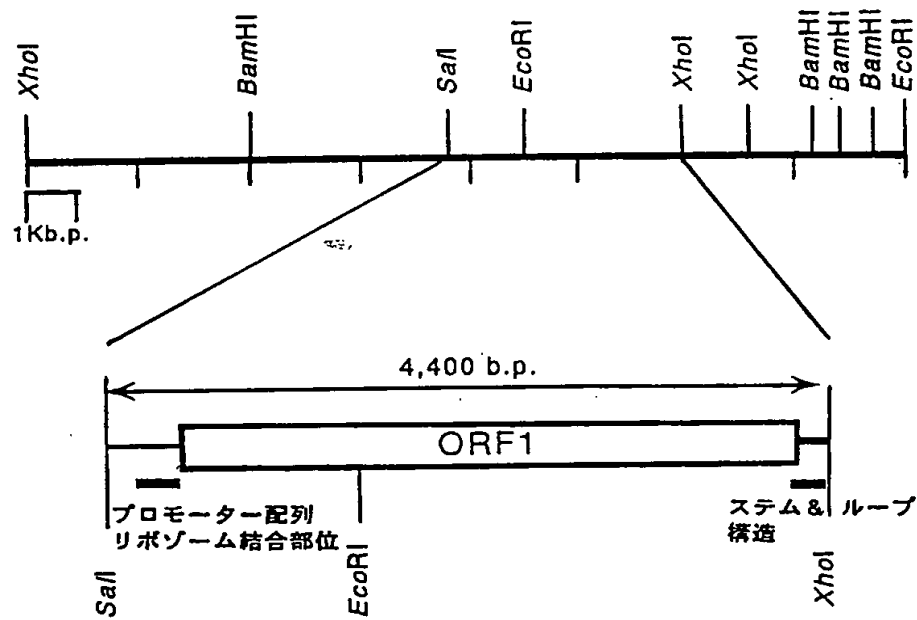 XhoI
BamHI
SalI
EcoRI
XhoI
XhoI
BamHI
BamHI
BamHI
EcoRI
1Kb.p.
4,400 b.p.
ORF1
プロモーター配列
リボゾーム結合部位
ステム& ループ
構造
SalI
EcoRI
XhoI